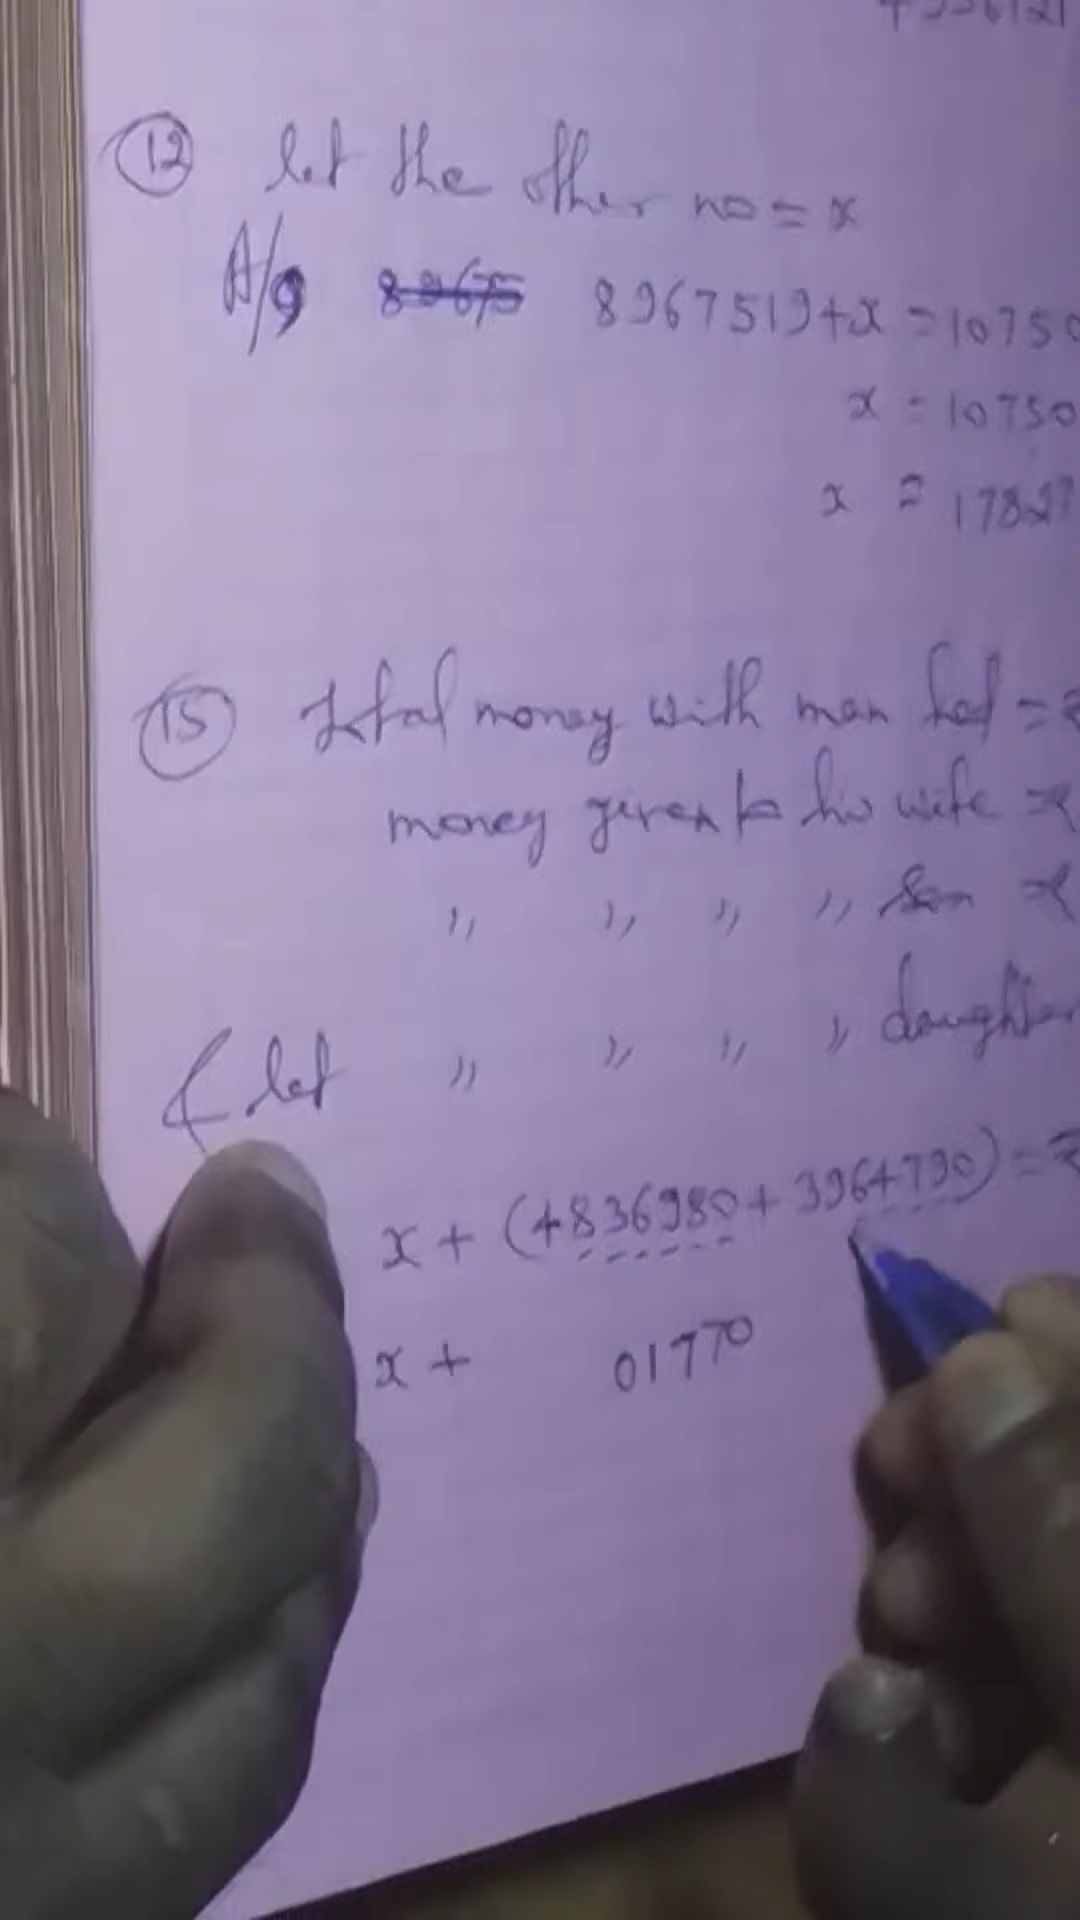 12 let the other no = x
A/q 8967519 + x = 10750
x = 10750
x = 17827
15 Total money with man had = ₹
money given to his wife = ₹
" " " " son = ₹
& let " " " " daughter
x + (4836980 + 3964790) = ₹
x + 01770